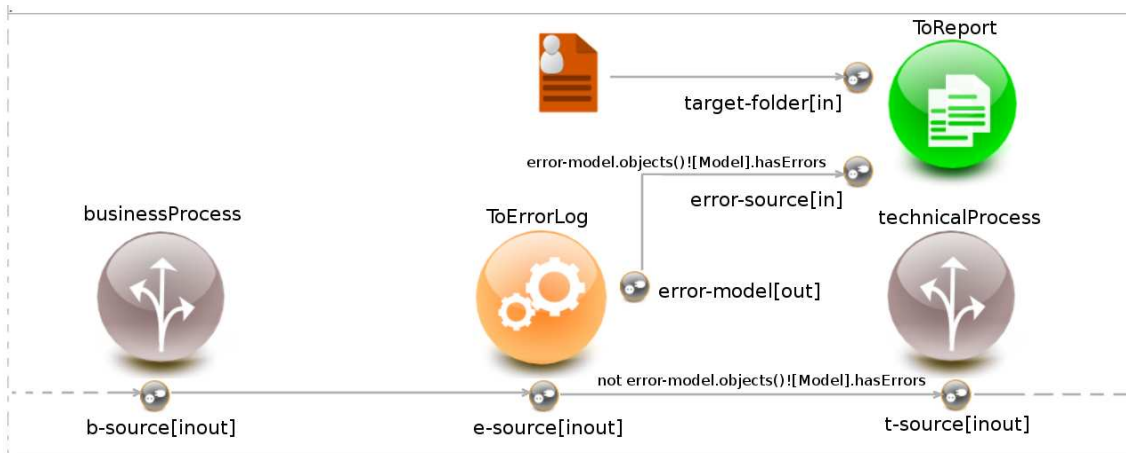 ToReport
target-folder[in]
error-model.objects()![Model].hasErrors
error-source[in]
businessProcess
ToErrorLog
technicalProcess
error-model[out]
not error-model.objects()![Model].hasErrors
b-source[inout]
e-source[inout]
t-source[inout]